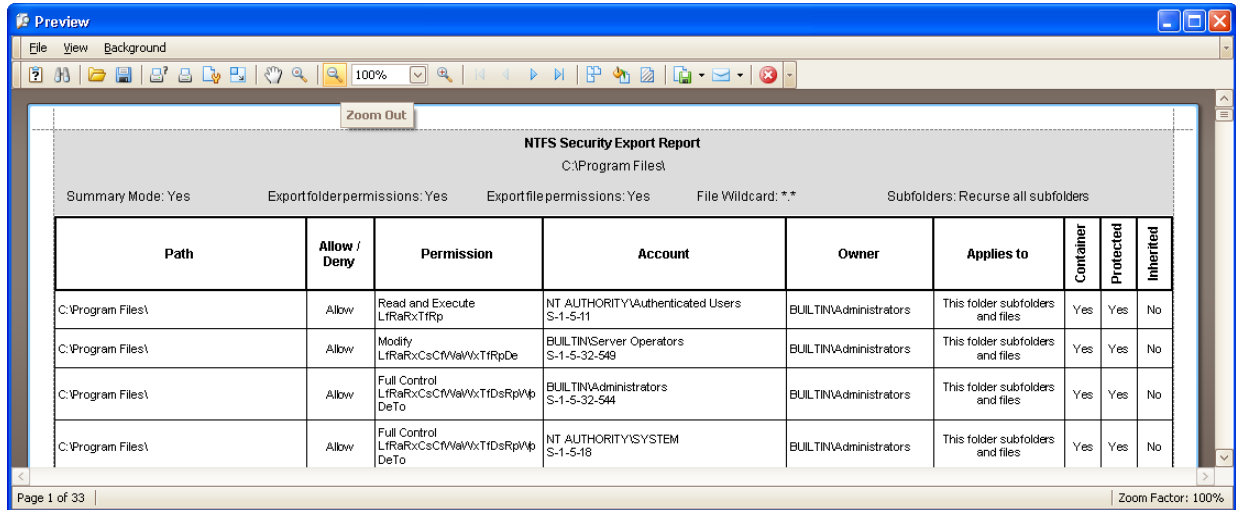 Preview
File View Background
100%
Zoom Out
NTFS Security Export Report
C:\Program Files\
Summary Mode: Yes Export folder permissions: Yes Export file permissions: Yes File Wildcard: *.* Subfolders: Recurse all subfolders
Path Allow / Deny Permission Account Owner Applies to Container Protected Inherited
C:\Program Files\ Allow Read and Execute LfRaRxTfRp NT AUTHORITY\Authenticated Users S-1-5-11 BUILTIN\Administrators This folder subfolders and files Yes Yes No
C:\Program Files\ Allow Modify LfRaRxCsCfWaWxTfRpDe BUILTIN\Server Operators S-1-5-32-549 BUILTIN\Administrators This folder subfolders and files Yes Yes No
C:\Program Files\ Allow Full Control LfRaRxCsCfWaWxTfDsRpWp DeTo BUILTIN\Administrators S-1-5-32-544 BUILTIN\Administrators This folder subfolders and files Yes Yes No
C:\Program Files\ Allow Full Control LfRaRxCsCfWaWxTfDsRpWp DeTo NT AUTHORITY\SYSTEM S-1-5-18 BUILTIN\Administrators This folder subfolders and files Yes Yes No
Page 1 of 33 Zoom Factor: 100%